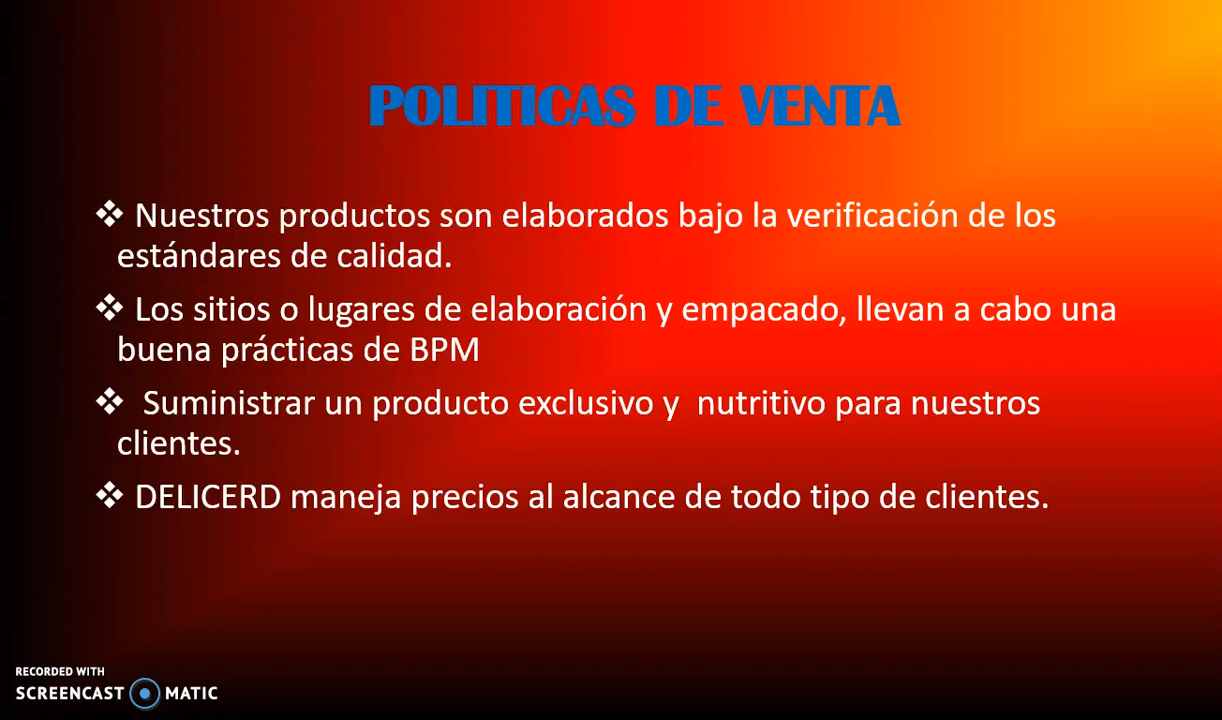 POLITICAS DE VENTA
❖ Nuestros productos son elaborados bajo la verificación de los
estándares de calidad.
❖ Los sitios o lugares de elaboración y empacado, llevan a cabo una
buena prácticas de BPM
❖ Suministrar un producto exclusivo y nutritivo para nuestros
clientes.
❖ DELICERD maneja precios al alcance de todo tipo de clientes.
RECORDED WITH
SCREENCAST MATIC